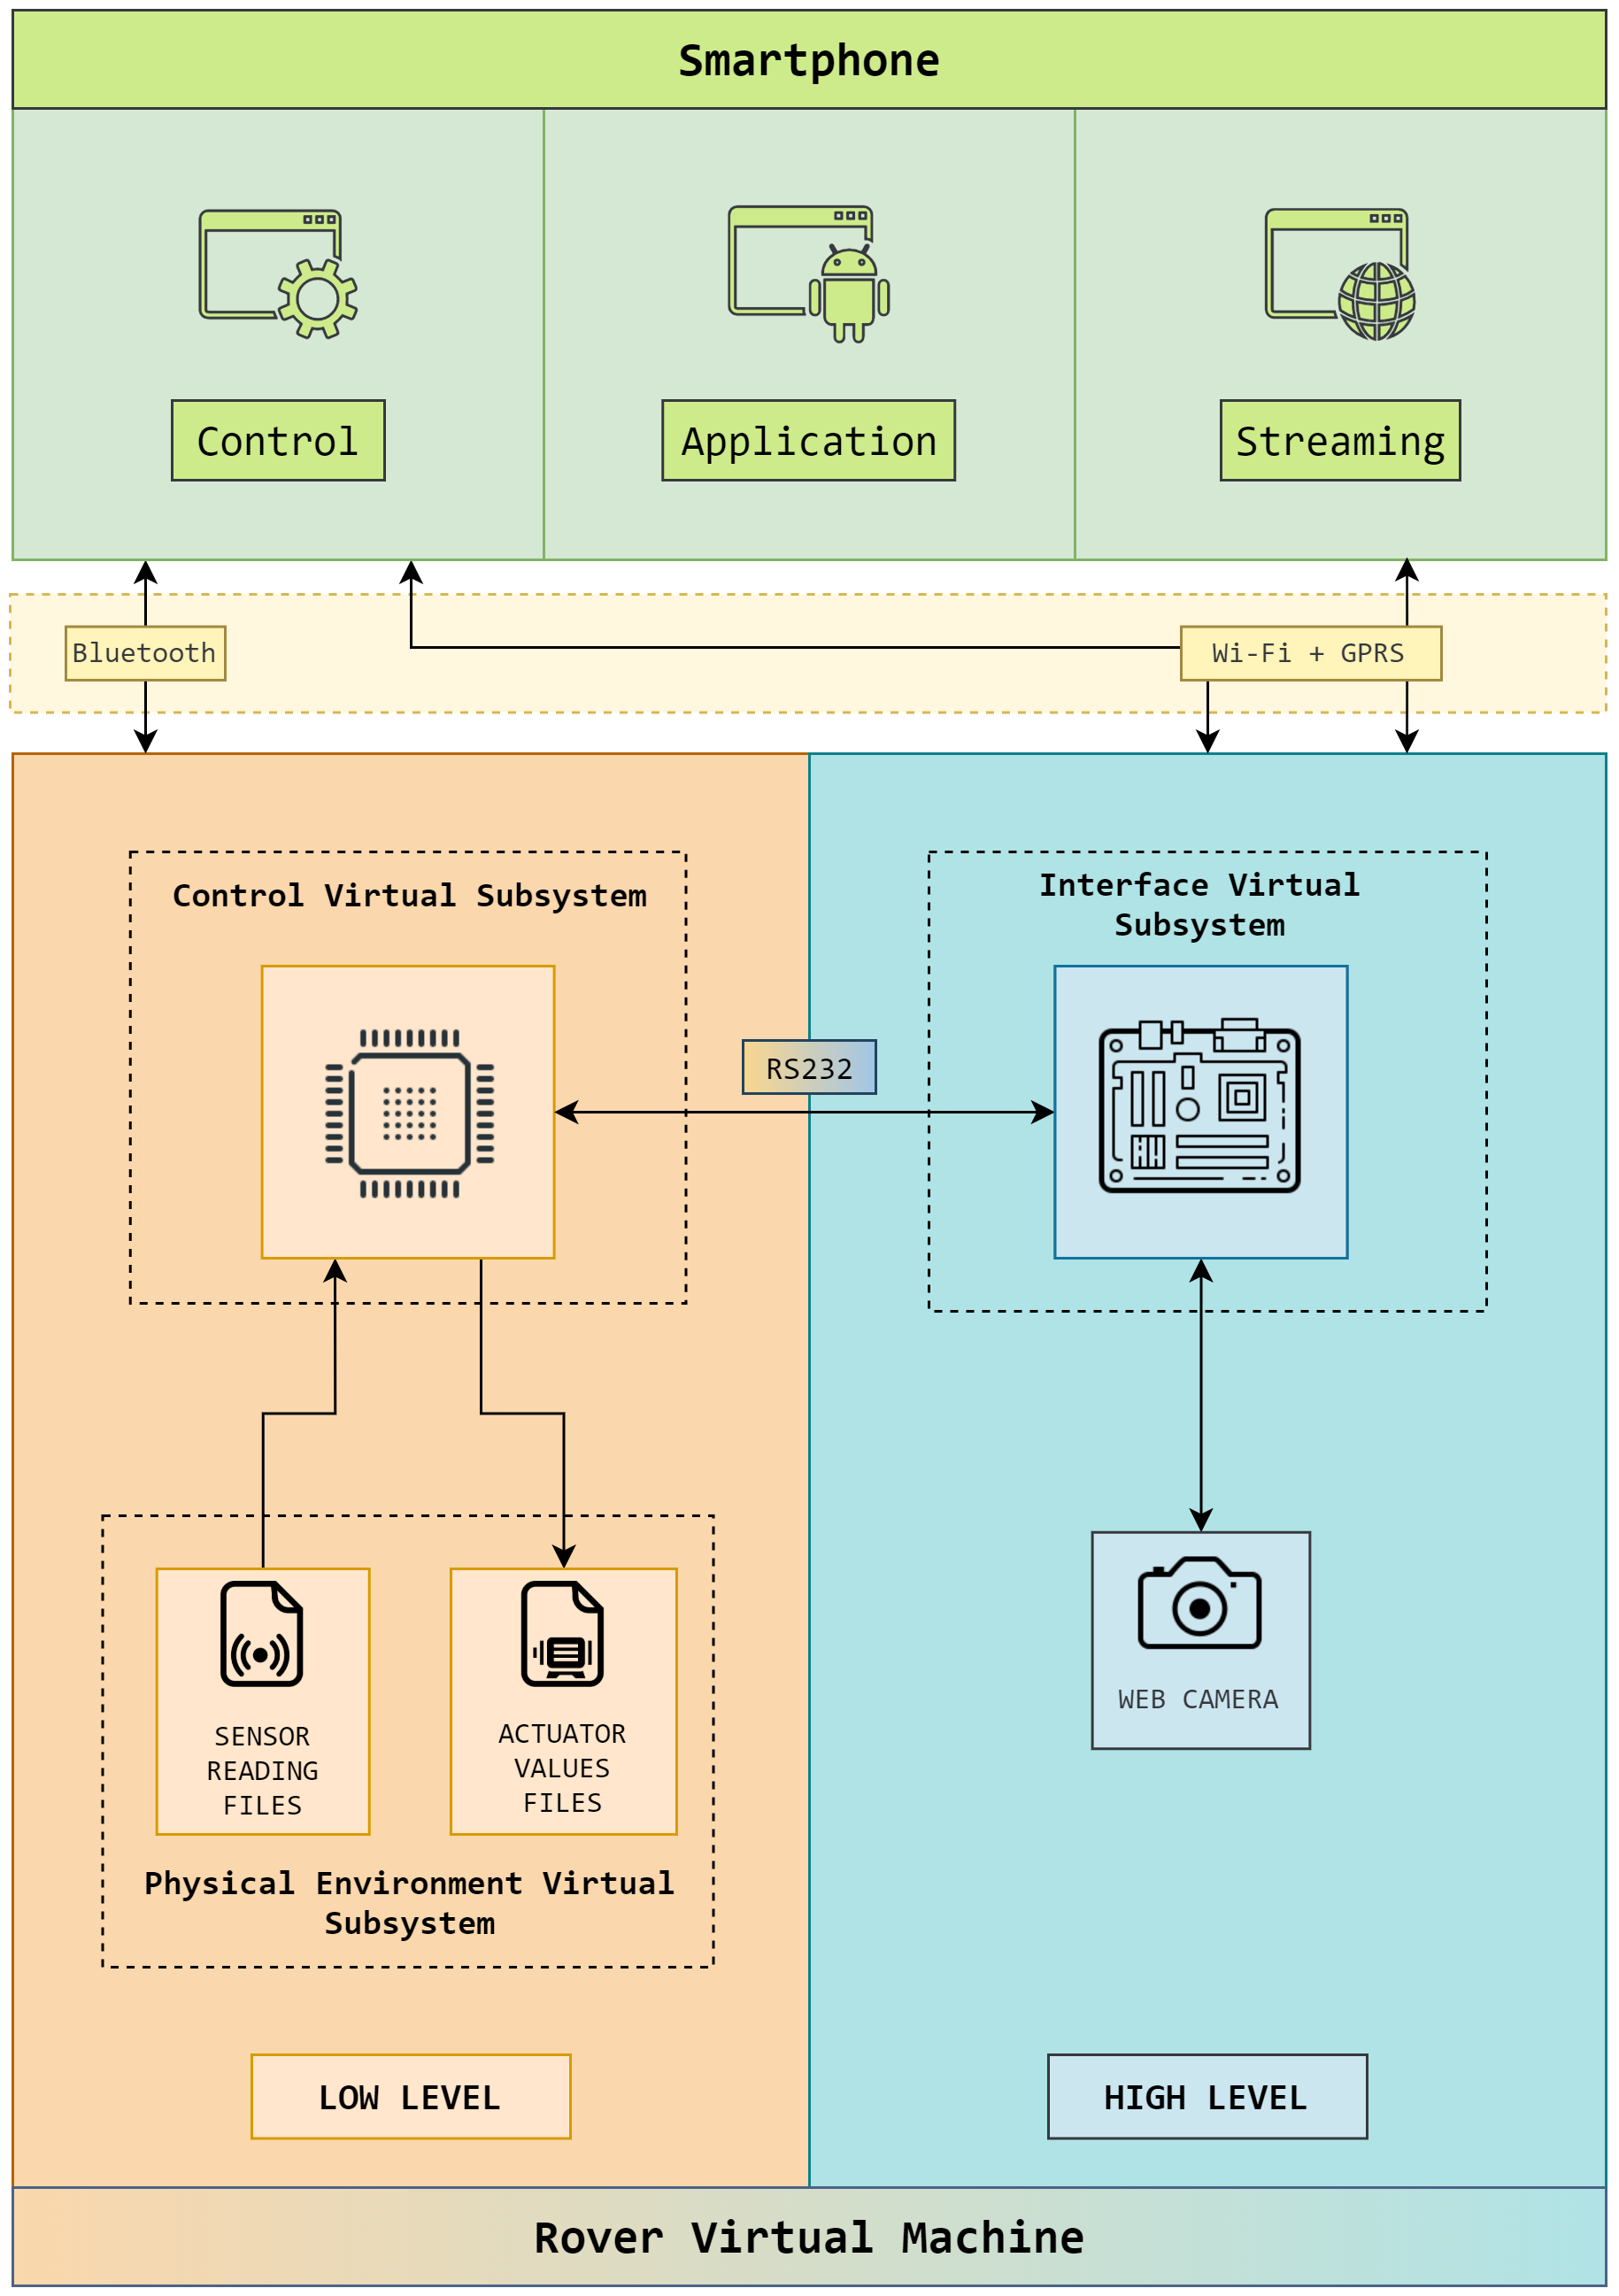 Smartphone
Control
Application
Streaming
Bluetooth
Wi-Fi + GPRS
Control Virtual Subsystem
Interface Virtual
Subsystem
RS232
SENSOR
READING
FILES
ACTUATOR
VALUES
FILES
WEB CAMERA
Physical Environment Virtual
Subsystem
LOW LEVEL
HIGH LEVEL
Rover Virtual Machine